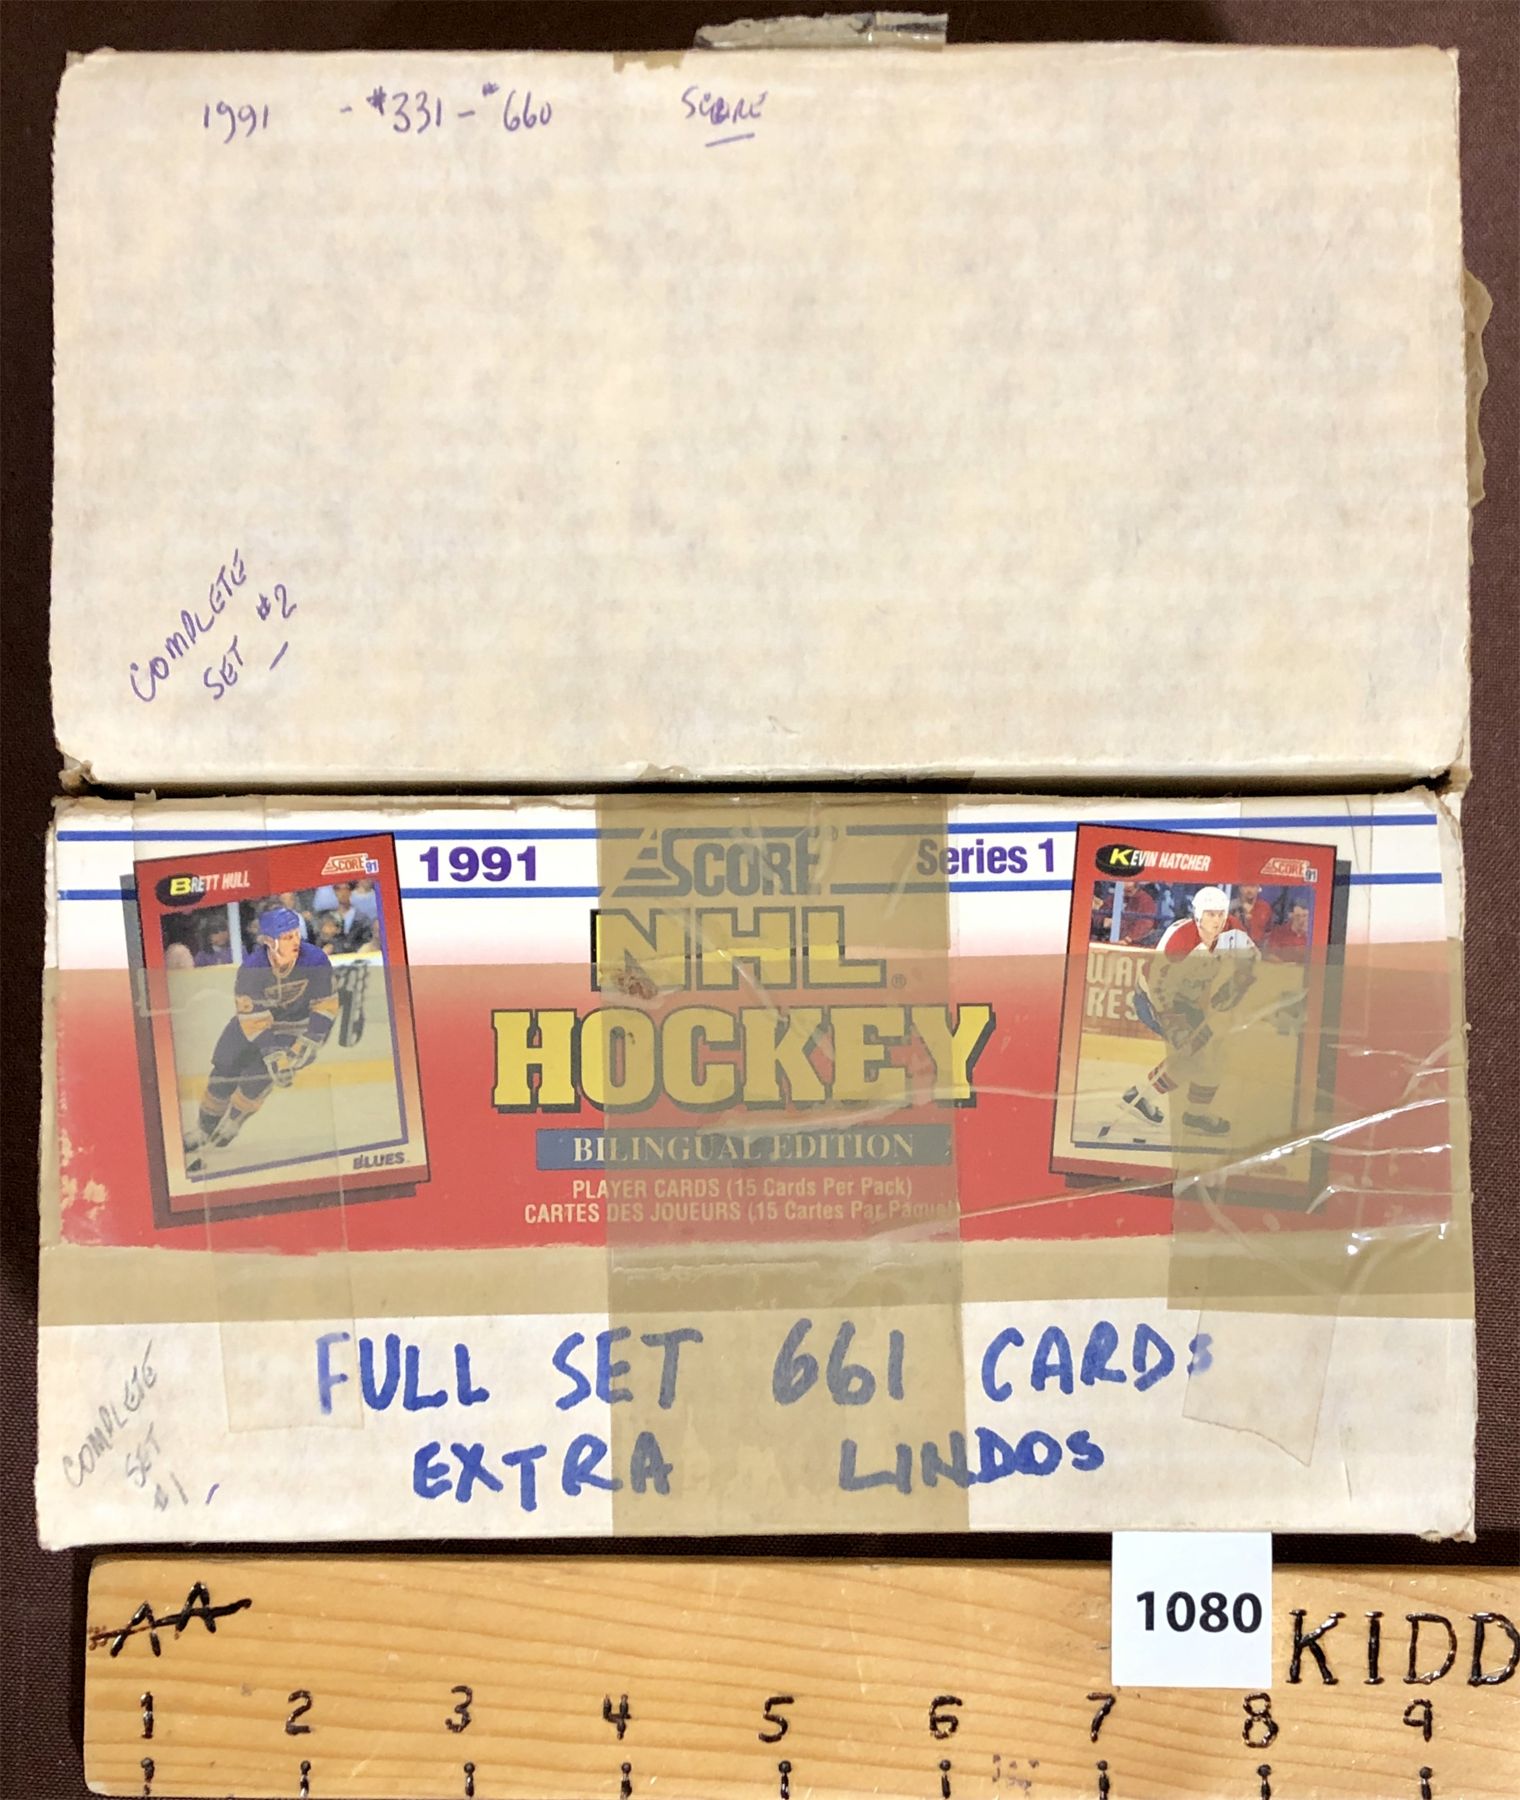 1991 - #331 - #660 SCORE
COMPLETE
SET #2
1991 SCORE® Series 1
BRETT HULL SCORE 91
KEVIN HATCHER SCORE 91
NHL®
HOCKEY
WAR
RES
BLUES
BILINGUAL EDITION
PLAYER CARDS (15 Cards Per Pack)
CARTES DES JOUEURS (15 Cartes Par Paquet)
FULL SET 661 CARDS
EXTRA LINDOS
COMPLETE
SET
#1
1080
AA KIDD
1 2 3 4 5 6 7 8 9